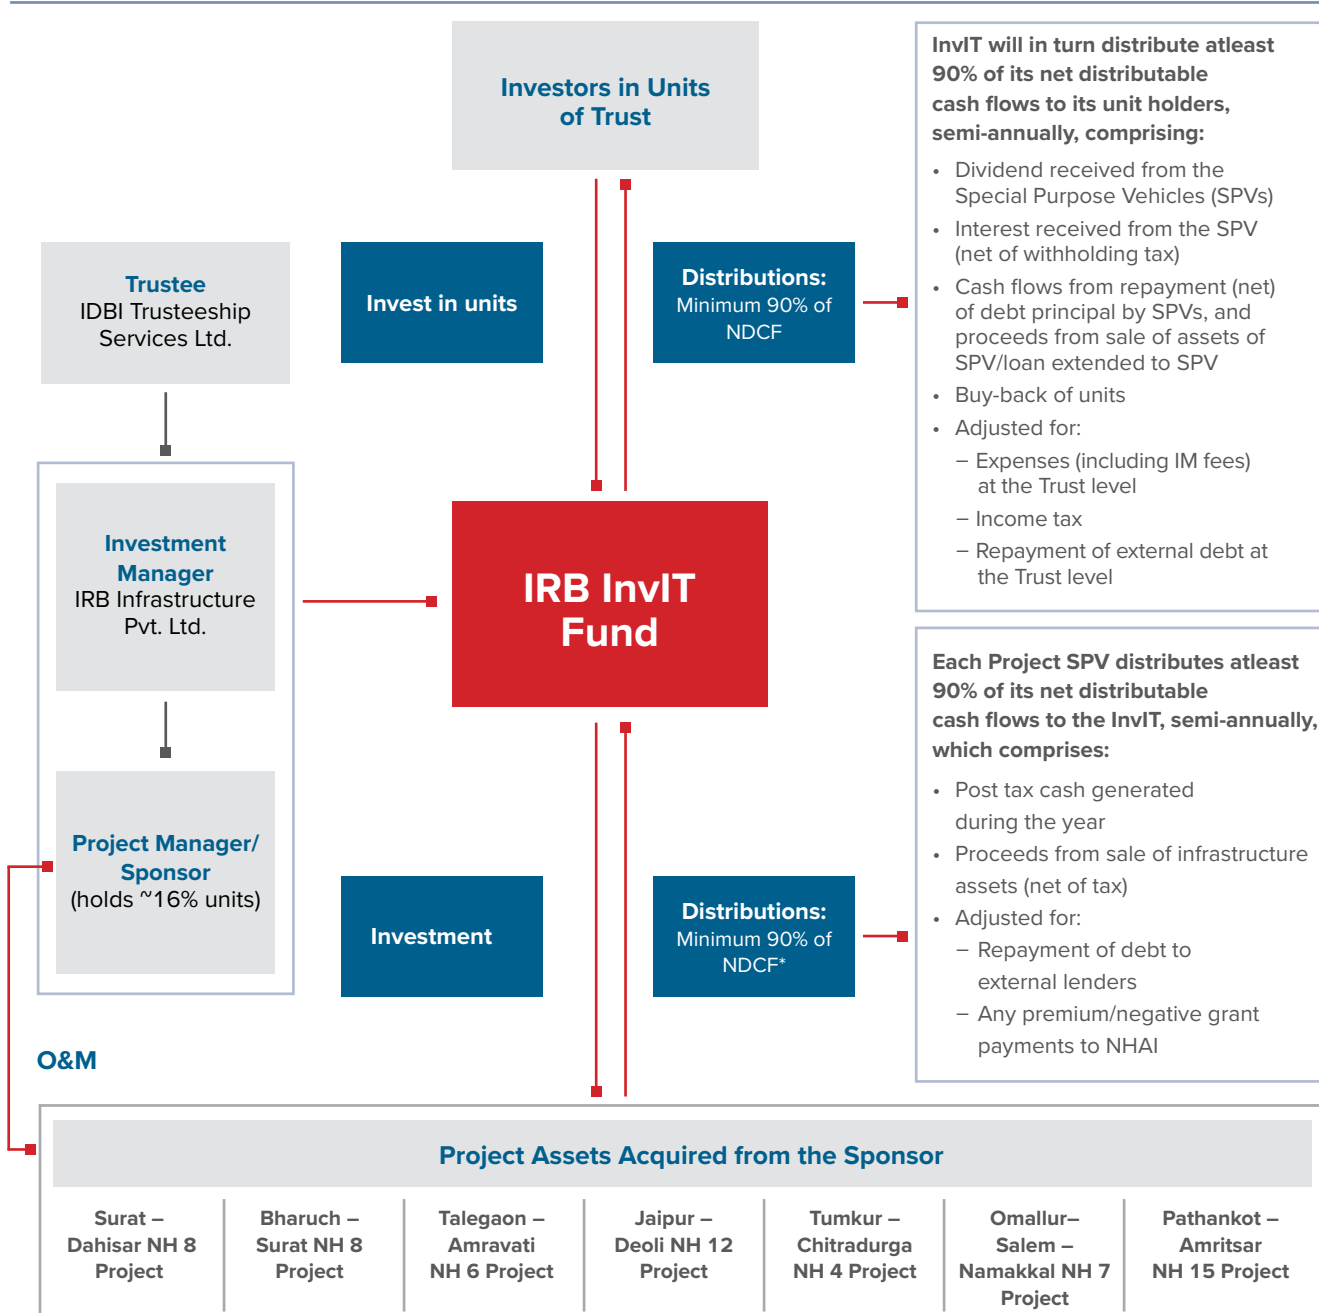 Investors in Units
of Trust
InvIT will in turn distribute atleast
90% of its net distributable
cash flows to its unit holders,
semi-annually, comprising:
• Dividend received from the
Special Purpose Vehicles (SPVs)
• Interest received from the SPV
(net of withholding tax)
• Cash flows from repayment (net)
of debt principal by SPVs, and
proceeds from sale of assets of
SPV/loan extended to SPV
• Buy-back of units
• Adjusted for:
– Expenses (including IM fees)
at the Trust level
– Income tax
– Repayment of external debt at
the Trust level
Trustee
IDBI Trusteeship
Services Ltd.
Invest in units
Distributions:
Minimum 90% of
NDCF
Investment
Manager
IRB Infrastructure
Pvt. Ltd.
IRB InvIT
Fund
Each Project SPV distributes atleast
90% of its net distributable
cash flows to the InvIT, semi-annually,
which comprises:
• Post tax cash generated
during the year
• Proceeds from sale of infrastructure
assets (net of tax)
• Adjusted for:
– Repayment of debt to
external lenders
– Any premium/negative grant
payments to NHAI
Project Manager/
Sponsor
(holds ~16% units)
Investment
Distributions:
Minimum 90% of
NDCF*
O&M
Project Assets Acquired from the Sponsor
Surat –
Dahisar NH 8
Project
Bharuch –
Surat NH 8
Project
Talegaon –
Amravati
NH 6 Project
Jaipur –
Deoli NH 12
Project
Tumkur –
Chitradurga
NH 4 Project
Omallur–
Salem –
Namakkal NH 7
Project
Pathankot –
Amritsar
NH 15 Project